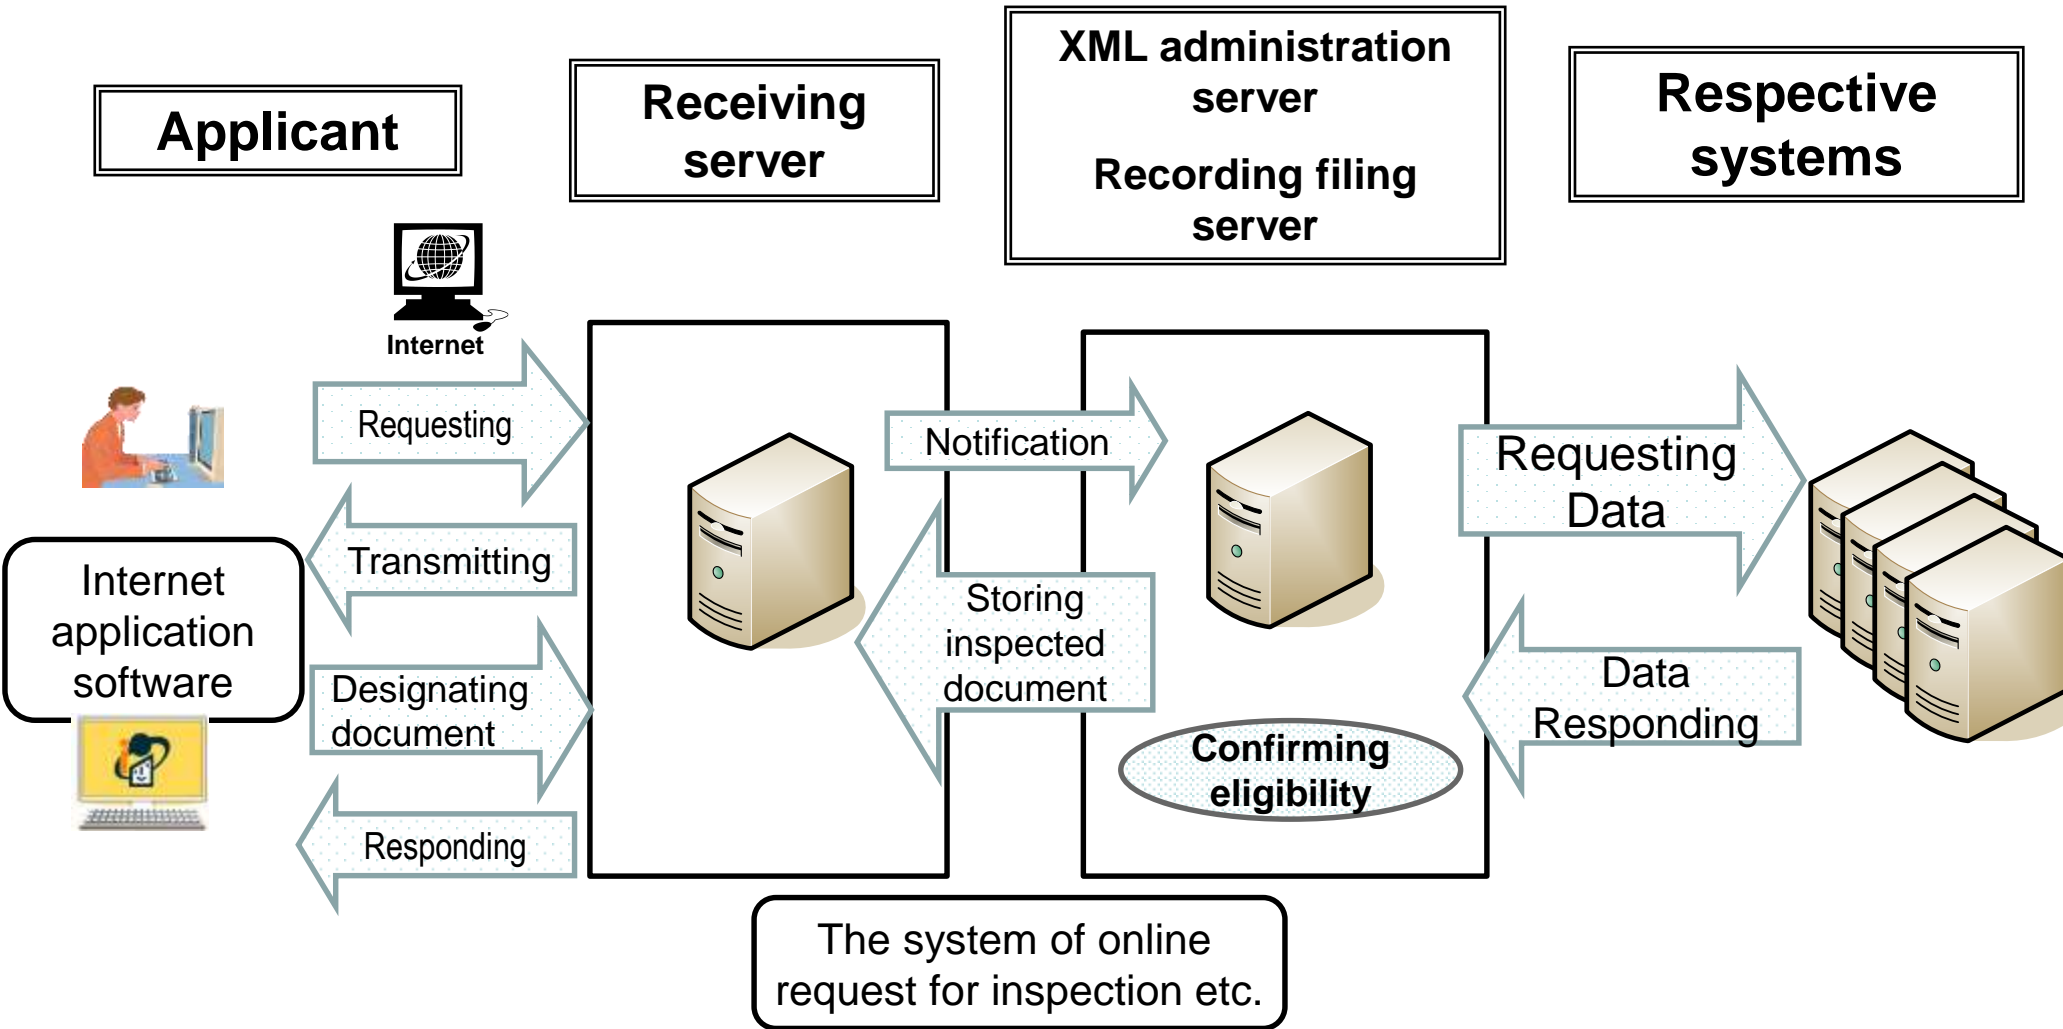 Applicant
Receiving
server
XML administration
server
Recording filing
server
Respective
systems
Internet
Requesting
Notification
Requesting
Data
Transmitting
Internet
application
software
Storing
inspected
document
Designating
document
Data
Responding
Confirming
eligibility
Responding
The system of online
request for inspection etc.